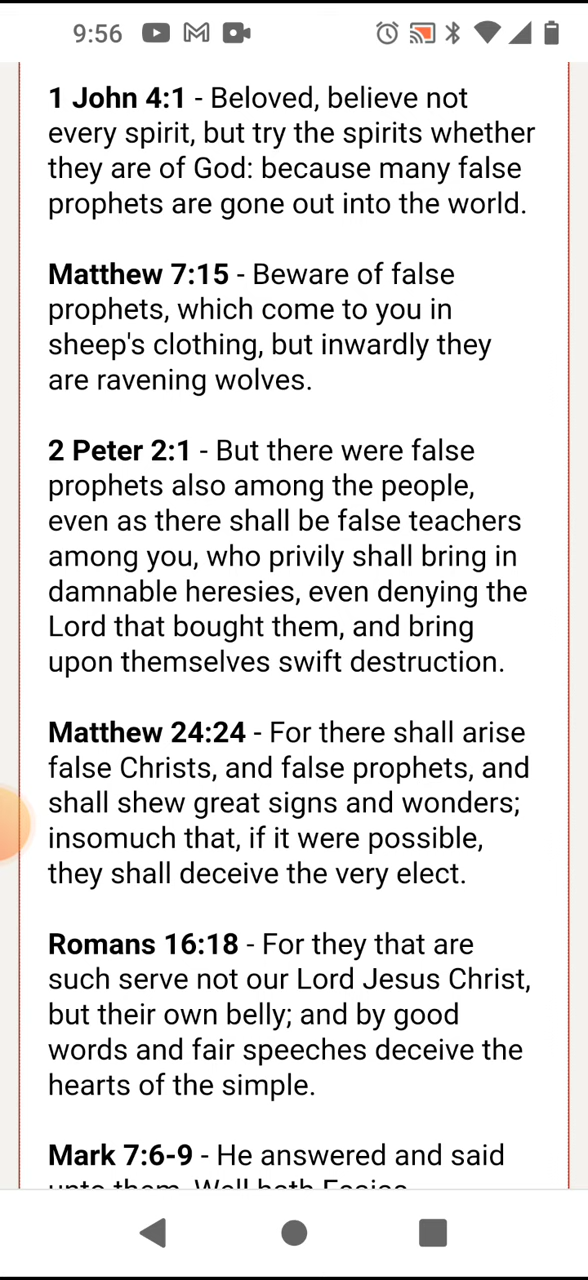 9:56
1 John 4:1 - Beloved, believe not
every spirit, but try the spirits whether
they are of God: because many false
prophets are gone out into the world.
Matthew 7:15 - Beware of false
prophets, which come to you in
sheep's clothing, but inwardly they
are ravening wolves.
2 Peter 2:1 - But there were false
prophets also among the people,
even as there shall be false teachers
among you, who privily shall bring in
damnable heresies, even denying the
Lord that bought them, and bring
upon themselves swift destruction.
Matthew 24:24 - For there shall arise
false Christs, and false prophets, and
shall shew great signs and wonders;
insomuch that, if it were possible,
they shall deceive the very elect.
Romans 16:18 - For they that are
such serve not our Lord Jesus Christ,
but their own belly; and by good
words and fair speeches deceive the
hearts of the simple.
Mark 7:6-9 - He answered and said
unto them, Well hath Esaias